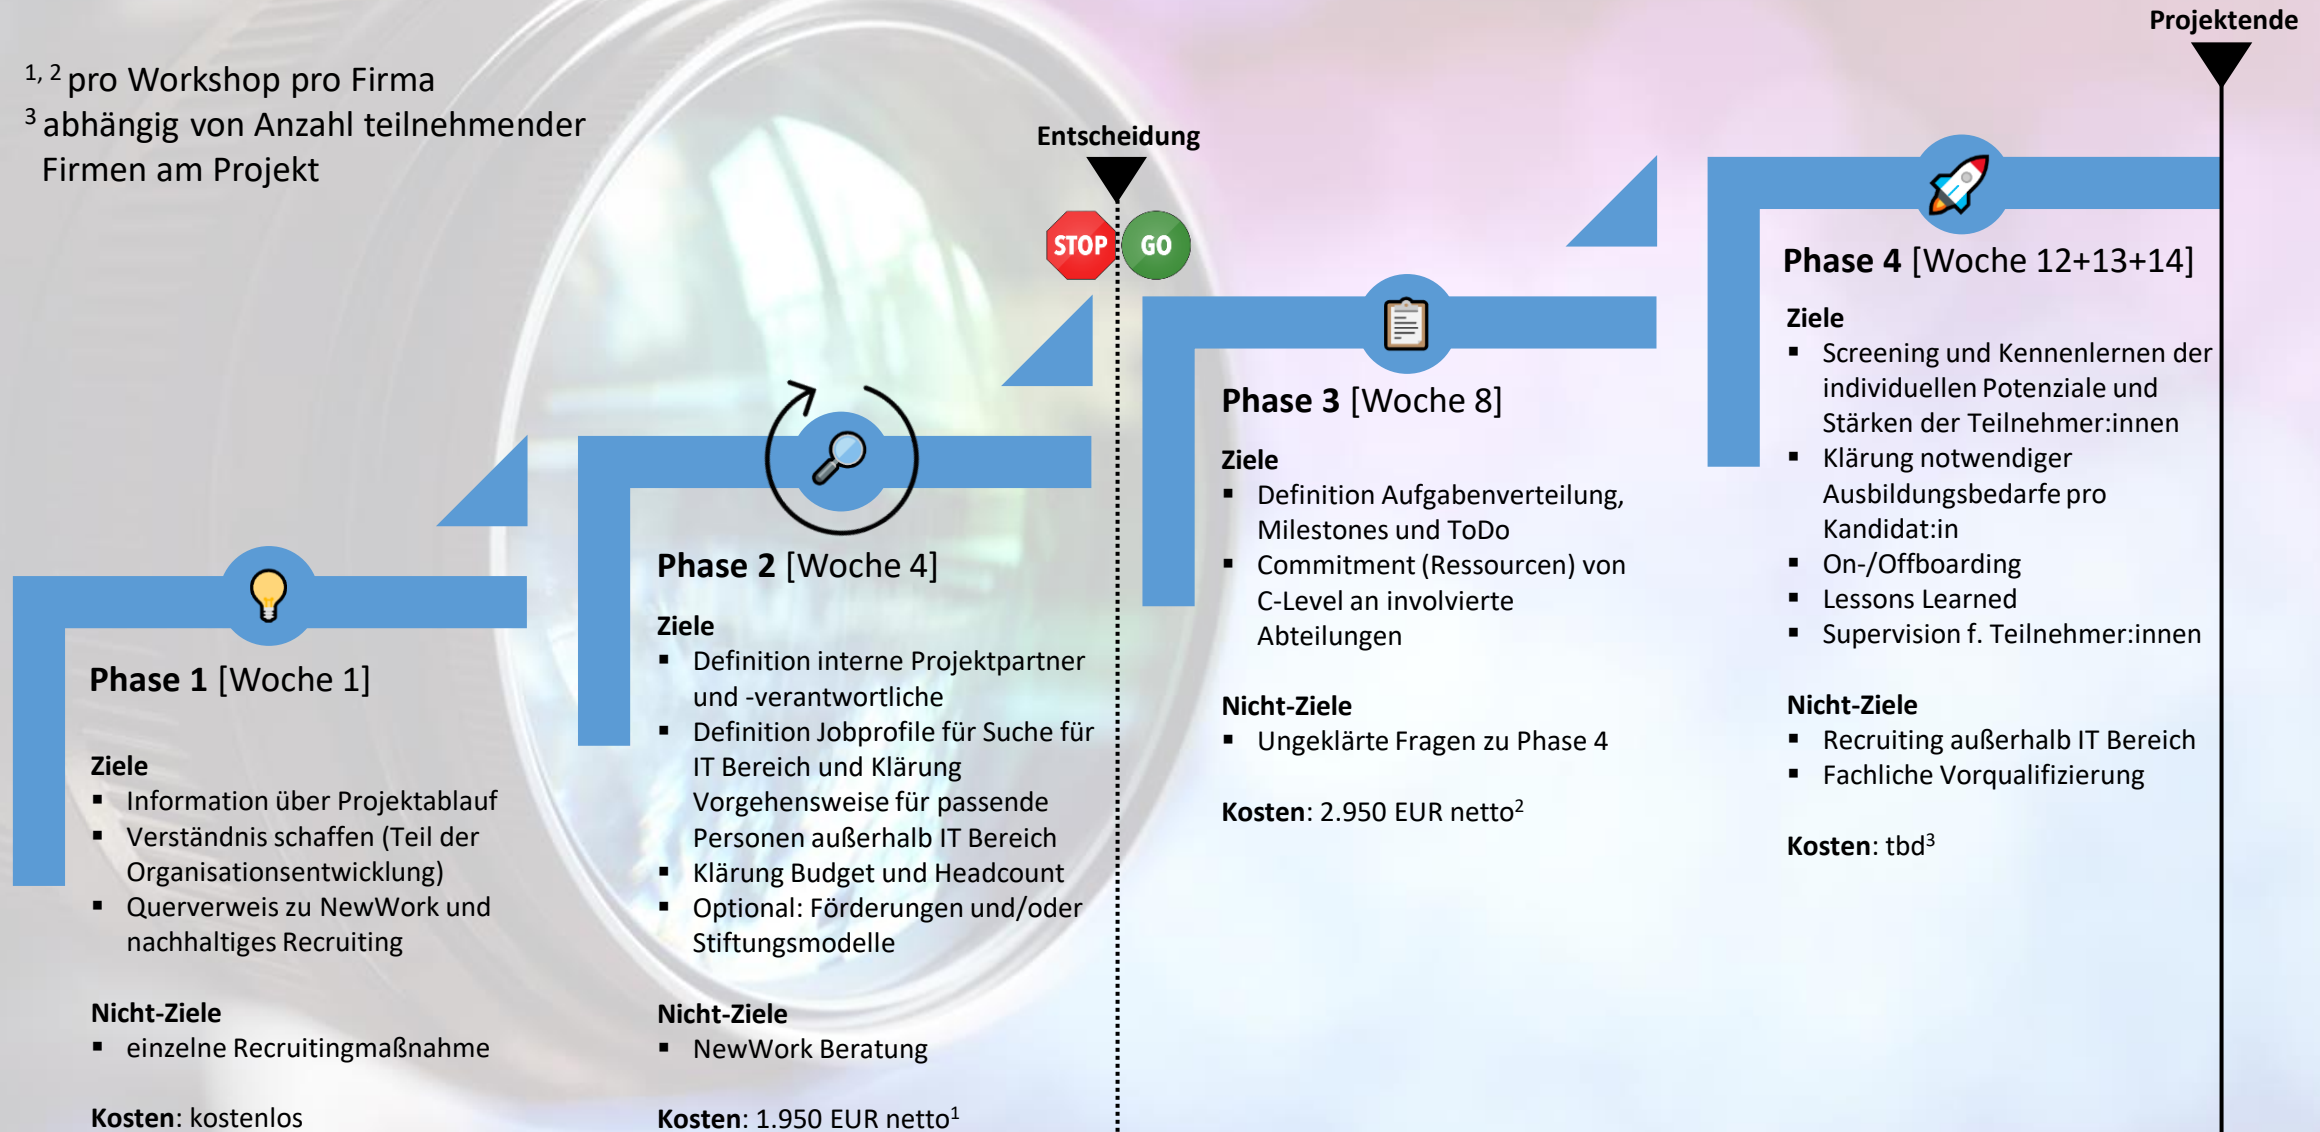 Projektende
1, 2 pro Workshop pro Firma
3 abhängig von Anzahl teilnehmender
Firmen am Projekt
Entscheidung
STOP
GO
Phase 1 [Woche 1]
Ziele
▪ Information über Projektablauf
▪ Verständnis schaffen (Teil der
Organisationsentwicklung)
▪ Querverweis zu NewWork und
nachhaltiges Recruiting
Nicht-Ziele
▪ einzelne Recruitingmaßnahme
Kosten: kostenlos
Phase 2 [Woche 4]
Ziele
▪ Definition interne Projektpartner
und -verantwortliche
▪ Definition Jobprofile für Suche für
IT Bereich und Klärung
Vorgehensweise für passende
Personen außerhalb IT Bereich
▪ Klärung Budget und Headcount
▪ Optional: Förderungen und/oder
Stiftungsmodelle
Nicht-Ziele
▪ NewWork Beratung
Kosten: 1.950 EUR netto1
Phase 3 [Woche 8]
Ziele
▪ Definition Aufgabenverteilung,
Milestones und ToDo
▪ Commitment (Ressourcen) von
C-Level an involvierte
Abteilungen
Nicht-Ziele
▪ Ungeklärte Fragen zu Phase 4
Kosten: 2.950 EUR netto2
Phase 4 [Woche 12+13+14]
Ziele
▪ Screening und Kennenlernen der
individuellen Potenziale und
Stärken der Teilnehmer:innen
▪ Klärung notwendiger
Ausbildungsbedarfe pro
Kandidat:in
▪ On-/Offboarding
▪ Lessons Learned
▪ Supervision f. Teilnehmer:innen
Nicht-Ziele
▪ Recruiting außerhalb IT Bereich
▪ Fachliche Vorqualifizierung
Kosten: tbd3